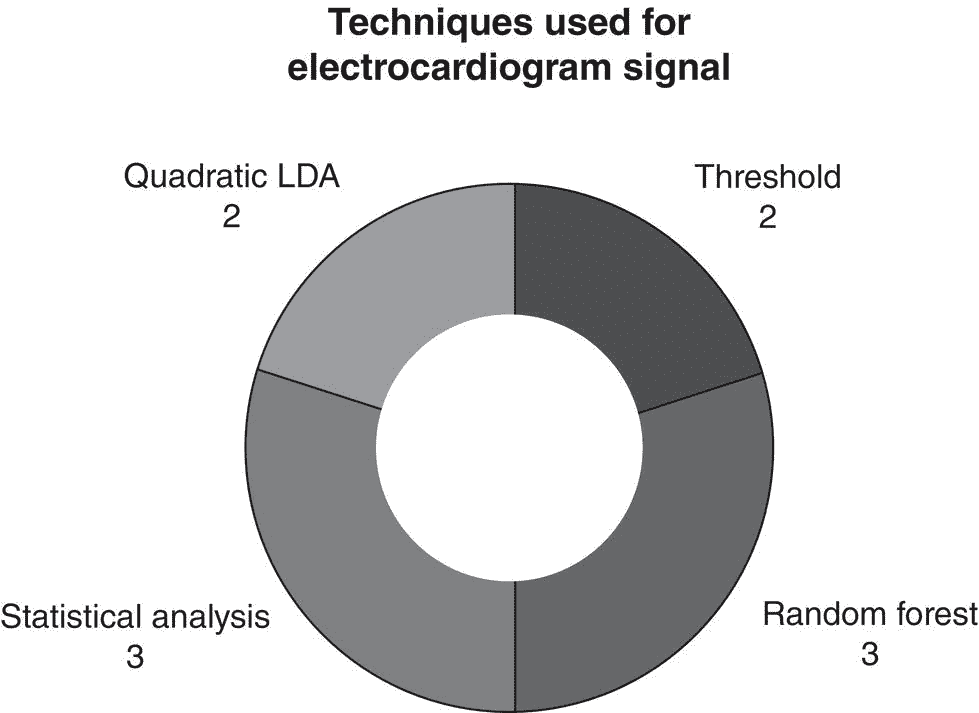 Techniques used for
electrocardiogram signal
Quadratic LDA
2
Threshold
2
Statistical analysis
3
Random forest
3